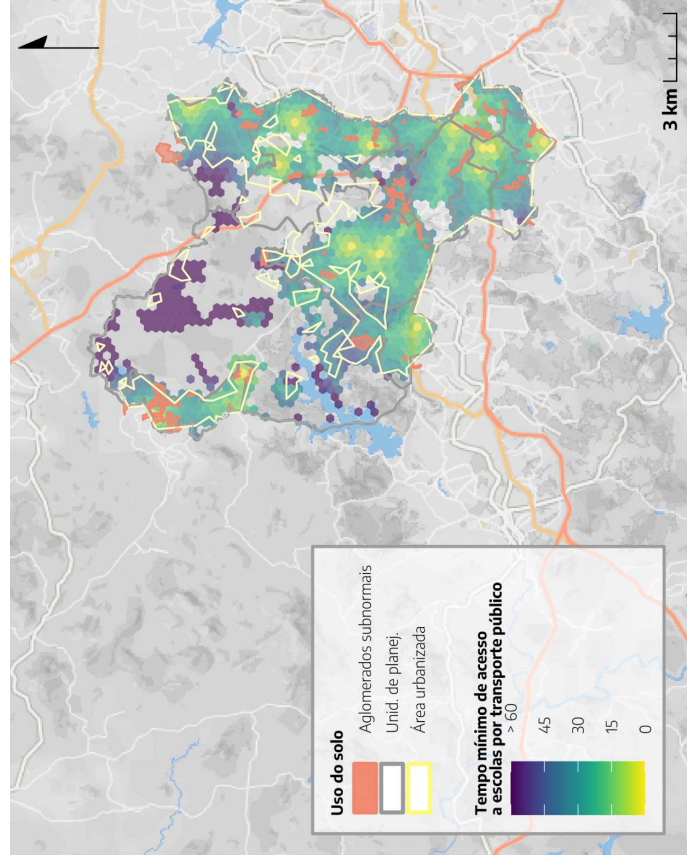 Uso do solo
Aglomerados subnormais
Unid. de planej.
Área urbanizada
Tempo mínimo de acesso
a escolas por transporte público
> 60
45
30
15
0
3 km